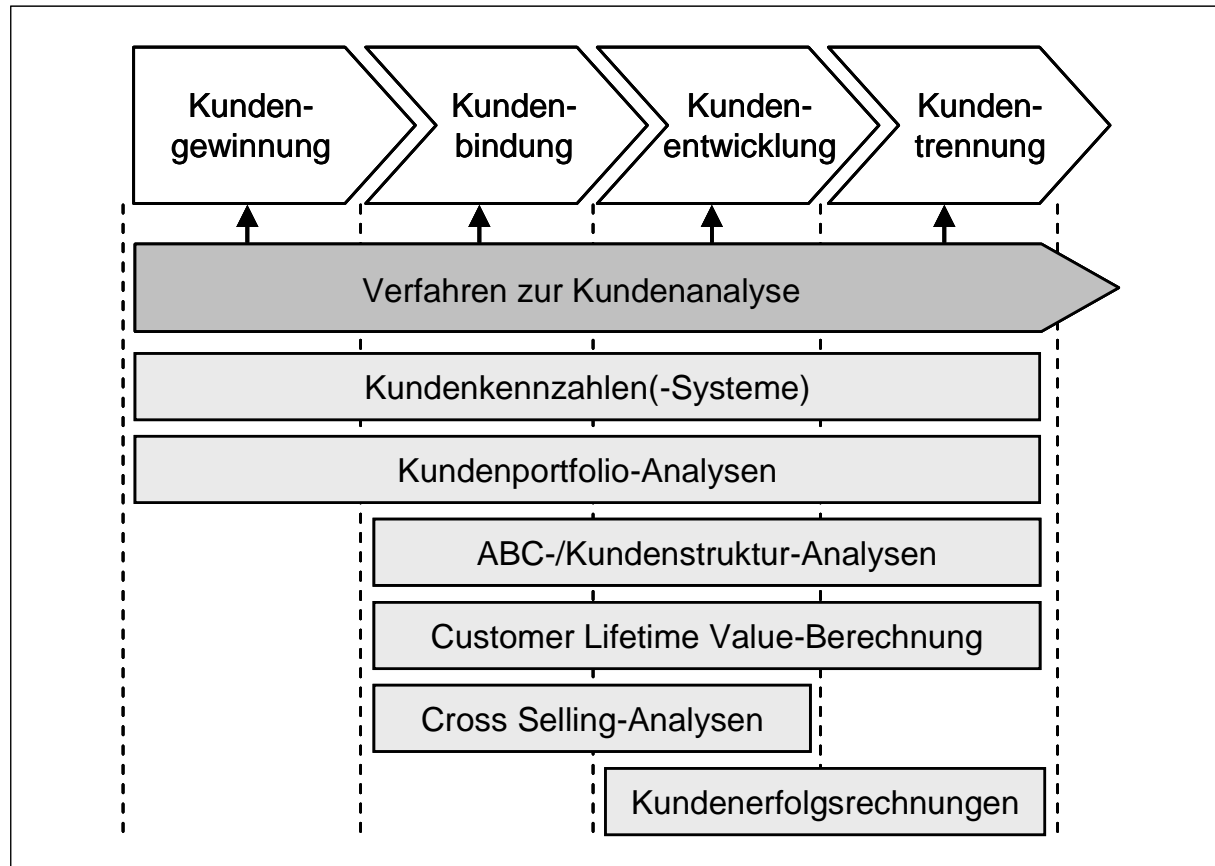 Kunden-
gewinnung
Kunden-
bindung
Kunden-
entwicklung
Kunden-
trennung
Verfahren zur Kundenanalyse
Kundenkennzahlen(-Systeme)
Kundenportfolio-Analysen
ABC-/Kundenstruktur-Analysen
Customer Lifetime Value-Berechnung
Cross Selling-Analysen
Kundenerfolgsrechnungen